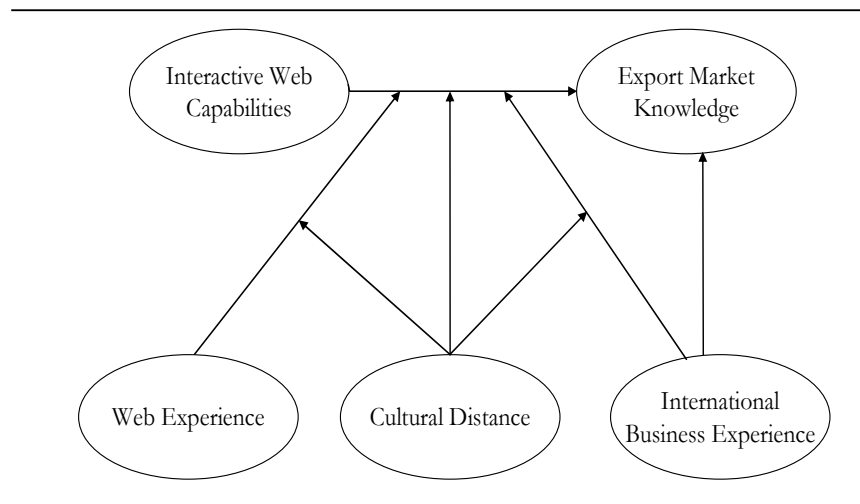 Interactive Web
Capabilities
Export Market
Knowledge
Web Experience
Cultural Distance
International
Business Experience